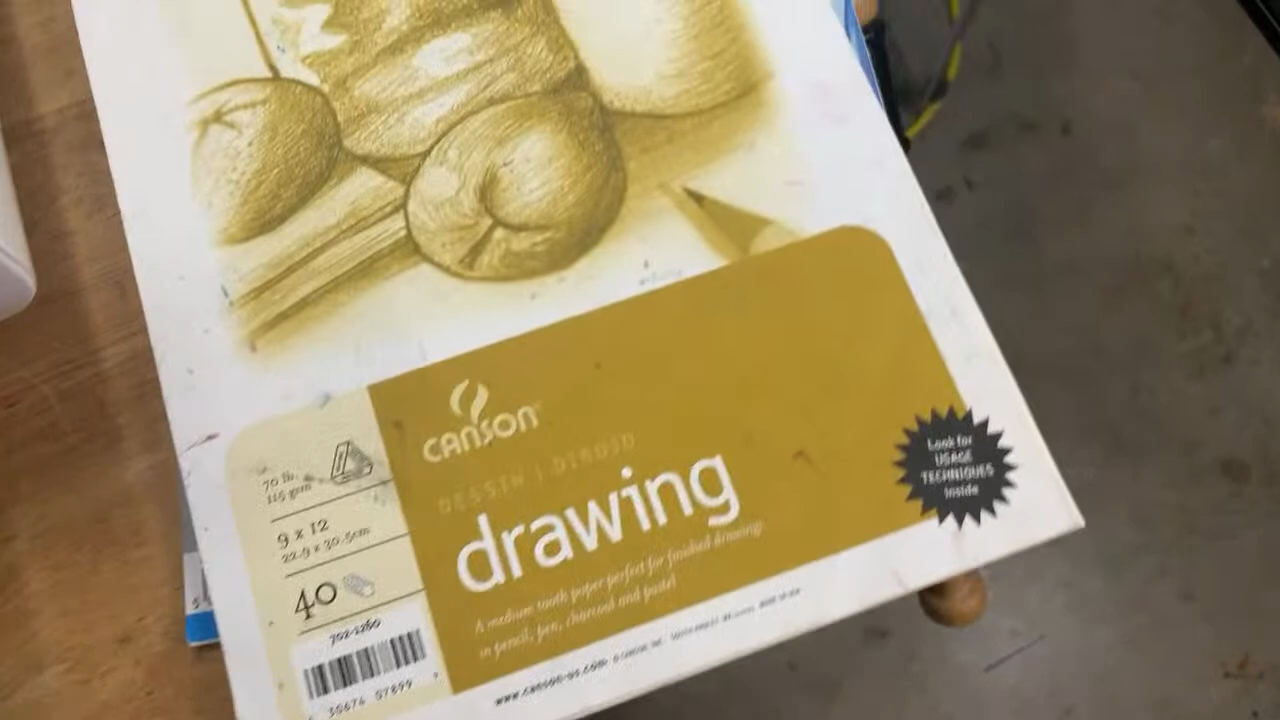 CANSON
DESSIN | DIBUJO
drawing
A medium tooth paper perfect for finished drawings
in pencil, pen, charcoal and pastel
70 lb.
115 gsm
9 x 12
22.9 x 30.5cm
40
702-1260
30674 07899
www.canson-us.com
Look for
USAGE
TECHNIQUES
Inside